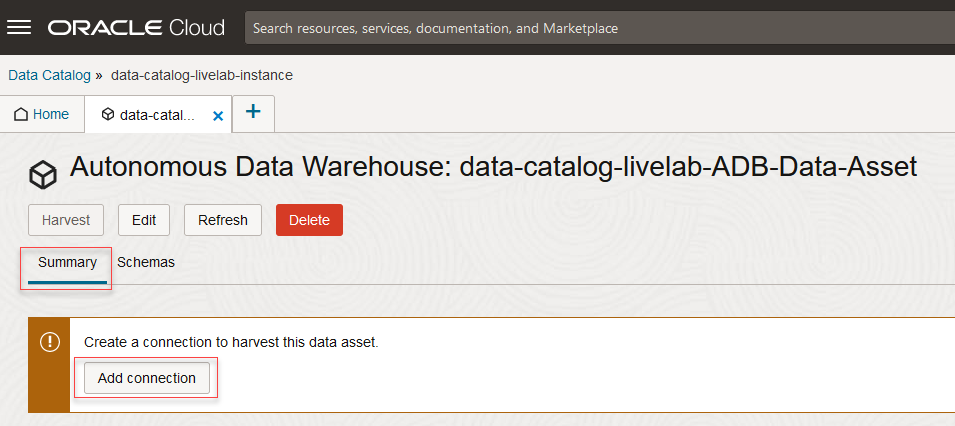 ORACLE Cloud Search resources, services, documentation, and Marketplace
Data Catalog » data-catalog-livelab-instance
Home data-catal... × +
Autonomous Data Warehouse: data-catalog-livelab-ADB-Data-Asset
Harvest Edit Refresh Delete
Summary Schemas
Create a connection to harvest this data asset.
Add connection